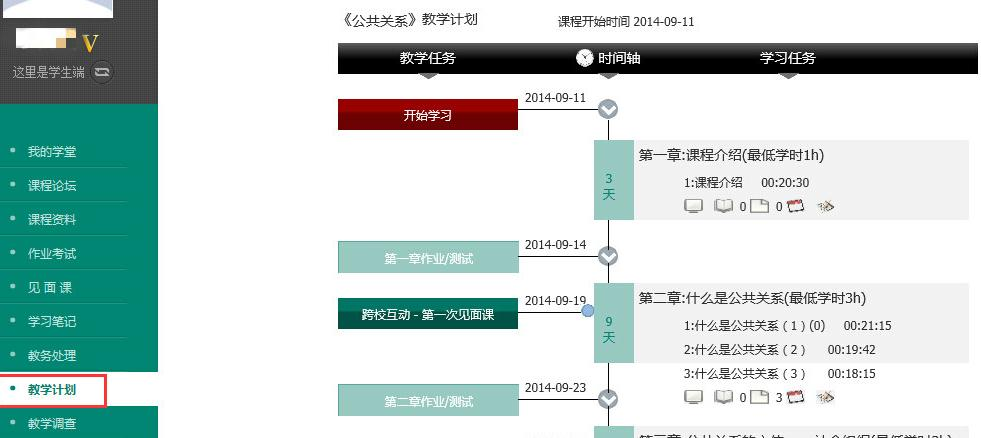 V
这里是学生端
我的学堂
课程论坛
课程资料
作业考试
见 面 课
学习笔记
教务处理
教学计划
教学调查
《公共关系》教学计划 课程开始时间 2014-09-11
教学任务 时间轴 学习任务
开始学习 2014-09-11
第一章:课程介绍(最低学时1h)
3
天
1:课程介绍 00:20:30
0 0
第一章作业/测试 2014-09-14
第二章:什么是公共关系(最低学时3h)
跨校互动 - 第一次见面课 2014-09-19
9
天
1:什么是公共关系（1）(0) 00:21:15
2:什么是公共关系（2） 00:19:42
3:什么是公共关系（3） 00:18:15
第二章作业/测试 2014-09-23
0 3